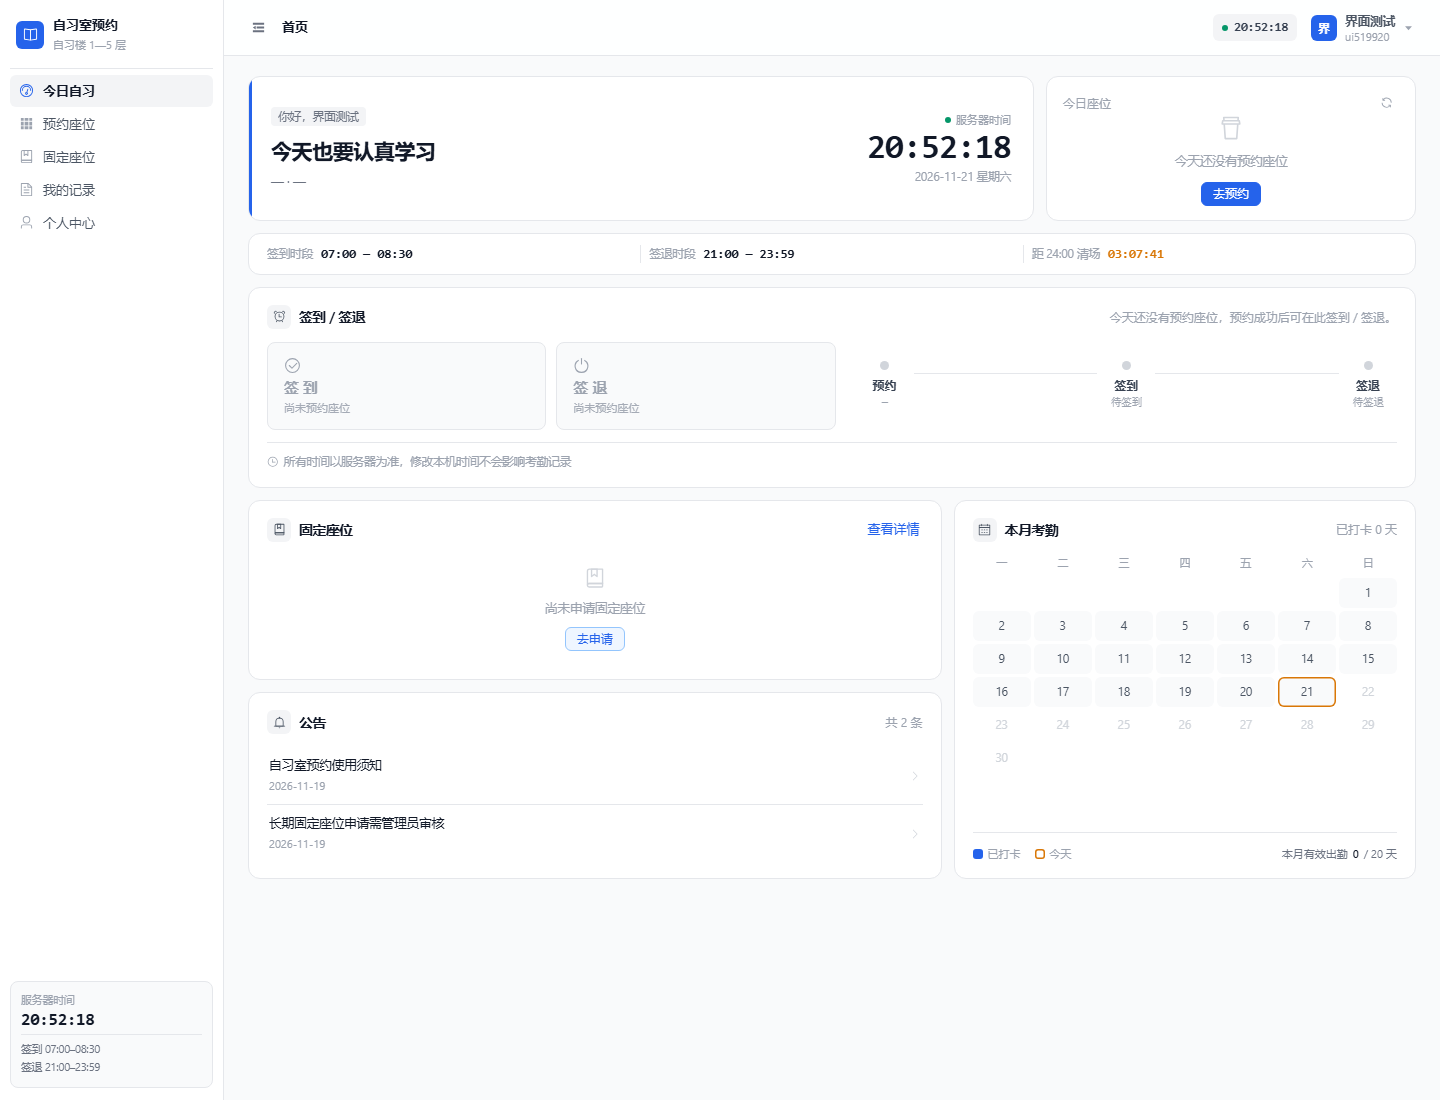 自习室预约
自习楼 1—5 层
今日自习
预约座位
固定座位
我的记录
个人中心
服务器时间
20:52:18
签到 07:00–08:30
签退 21:00–23:59
首页
20:52:18
界
界面测试
ui519920
你好，界面测试
今天也要认真学习
— · —
服务器时间
20:52:18
2026-11-21 星期六
今日座位
今天还没有预约座位
去预约
签到时段 07:00 — 08:30
签退时段 21:00 — 23:59
距 24:00 清场 03:07:41
签到 / 签退
今天还没有预约座位，预约成功后可在此签到 / 签退。
签 到
尚未预约座位
签 退
尚未预约座位
预约
–
签到
待签到
签退
待签退
所有时间以服务器为准，修改本机时间不会影响考勤记录
固定座位
查看详情
尚未申请固定座位
去申请
公告
共 2 条
自习室预约使用须知
2026-11-19
长期固定座位申请需管理员审核
2026-11-19
本月考勤
已打卡 0 天
一 二 三 四 五 六 日
1
2 3 4 5 6 7 8
9 10 11 12 13 14 15
16 17 18 19 20 21 22
23 24 25 26 27 28 29
30
已打卡 今天
本月有效出勤 0 / 20 天